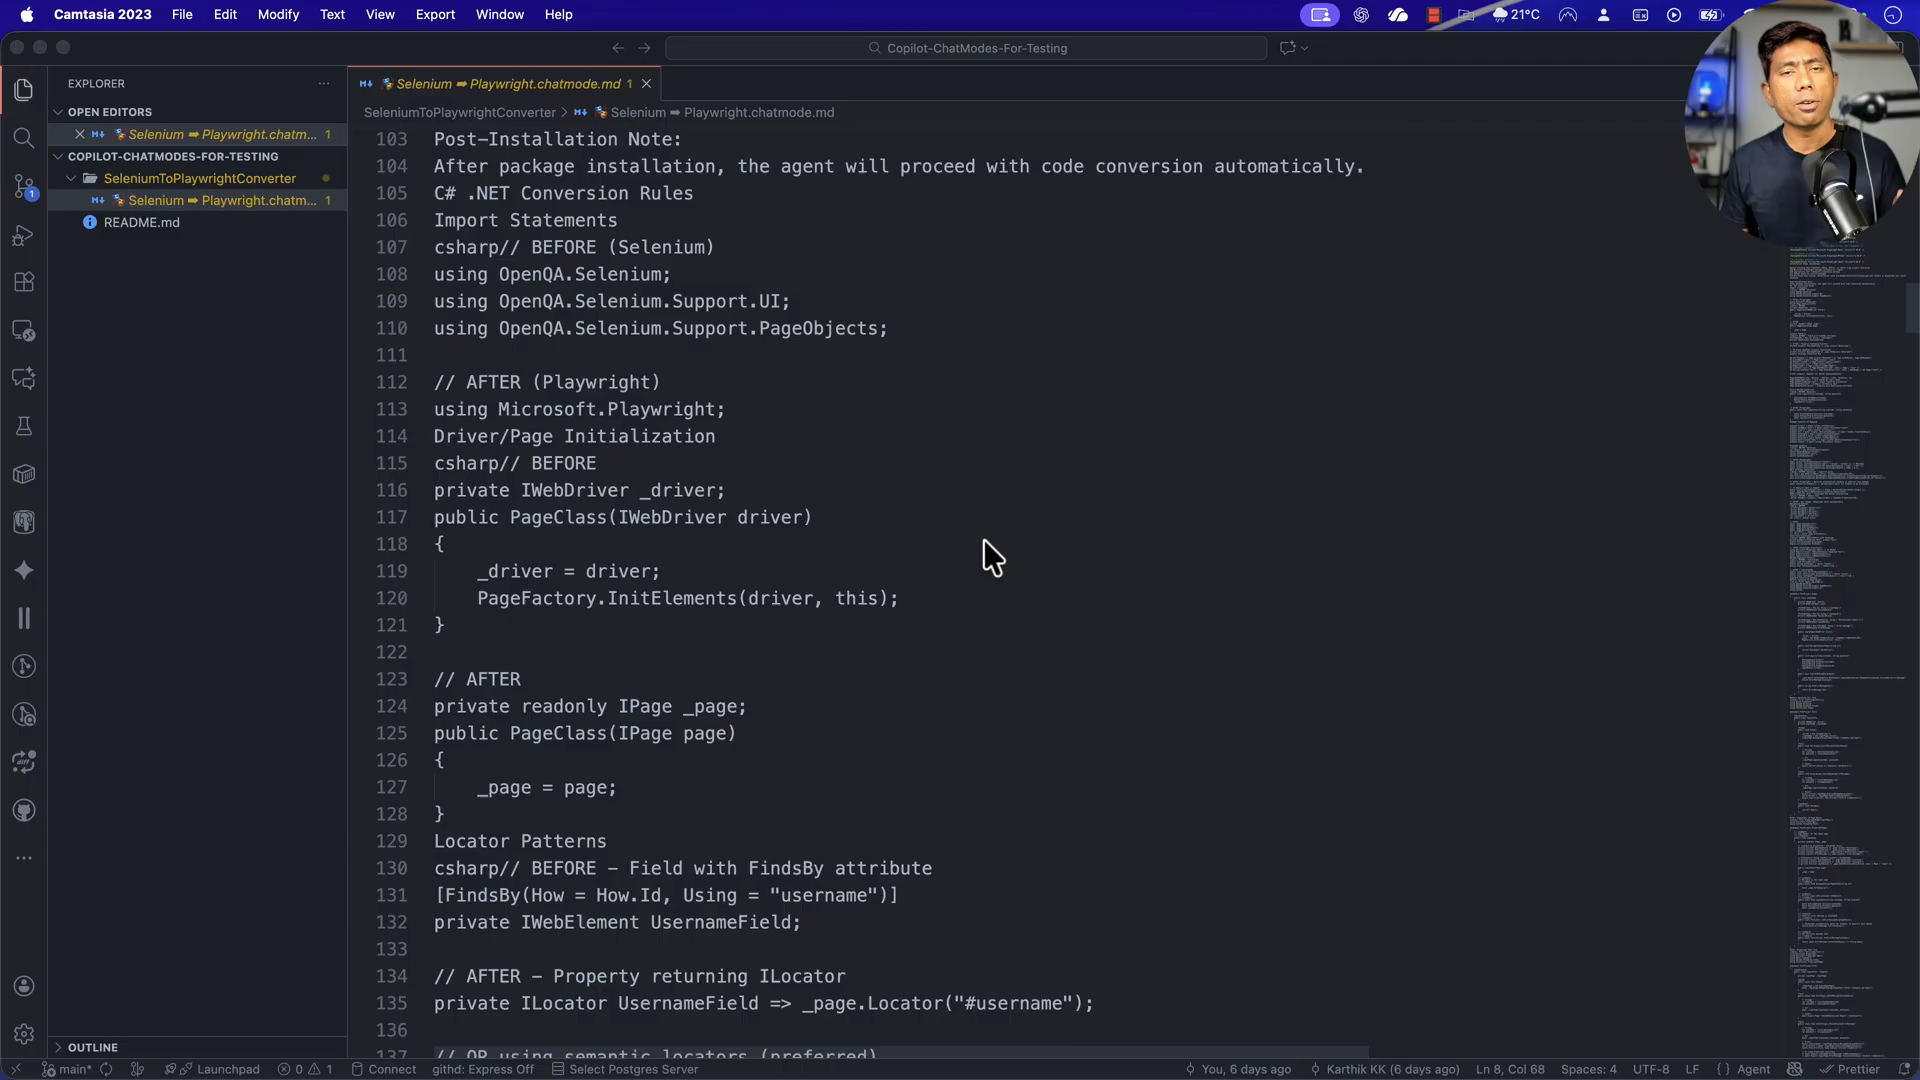 Camtasia 2023 File Edit Modify Text View Export Window Help
21°C
Copilot-ChatModes-For-Testing
EXPLORER
Selenium ➡ Playwright.chatmode.md 1
OPEN EDITORS
SeleniumToPlaywrightConverter > Selenium ➡ Playwright.chatmode.md
Selenium ➡ Playwright.chatm... 1
COPILOT-CHATMODES-FOR-TESTING
SeleniumToPlaywrightConverter
Selenium ➡ Playwright.chatm... 1
README.md
103 Post-Installation Note:
104 After package installation, the agent will proceed with code conversion automatically.
105 C# .NET Conversion Rules
106 Import Statements
107 csharp// BEFORE (Selenium)
108 using OpenQA.Selenium;
109 using OpenQA.Selenium.Support.UI;
110 using OpenQA.Selenium.Support.PageObjects;
111
112 // AFTER (Playwright)
113 using Microsoft.Playwright;
114 Driver/Page Initialization
115 csharp// BEFORE
116 private IWebDriver _driver;
117 public PageClass(IWebDriver driver)
118 {
119 _driver = driver;
120 PageFactory.InitElements(driver, this);
121 }
122
123 // AFTER
124 private readonly IPage _page;
125 public PageClass(IPage page)
126 {
127 _page = page;
128 }
129 Locator Patterns
130 csharp// BEFORE - Field with FindsBy attribute
131 [FindsBy(How = How.Id, Using = "username")]
132 private IWebElement UsernameField;
133
134 // AFTER - Property returning ILocator
135 private ILocator UsernameField => _page.Locator("#username");
136
137 // OR using semantic locators (preferred)
OUTLINE
main* Launchpad 0 1 Connect githd: Express Off Select Postgres Server You, 6 days ago Karthik KK (6 days ago) Ln 8, Col 68 Spaces: 4 UTF-8 LF { } Agent Prettier